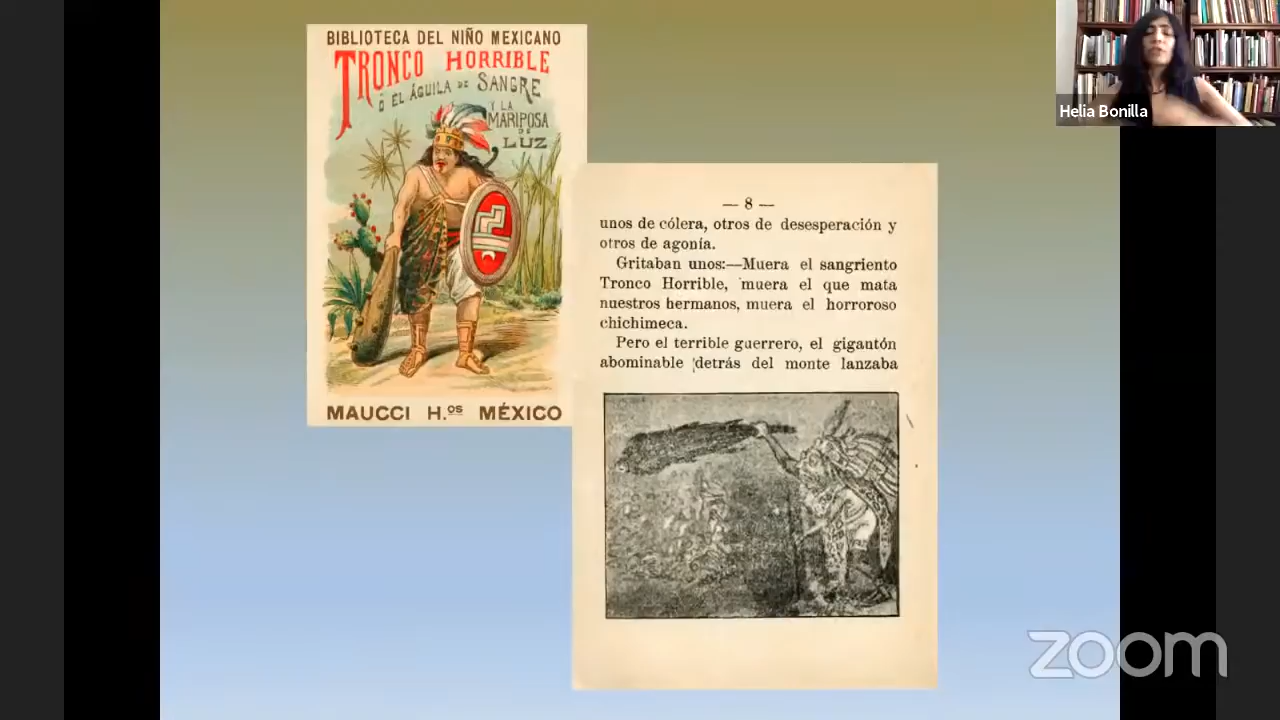 BIBLIOTECA DEL NIÑO MEXICANO
TRONCO HORRIBLE
Ó EL ÁGUILA DE SANGRE
Y LA
MARIPOSA
DE
LUZ
MAUCCI H.OS MÉXICO
— 8 —
unos de cólera, otros de desesperación y
otros de agonía.
Gritaban unos:—Muera el sangriento
Tronco Horrible, muera el que mata
nuestros hermanos, muera el horroroso
chichimeca.
Pero el terrible guerrero, el gigantón
abominable detrás del monte lanzaba
Helia Bonilla
zoom